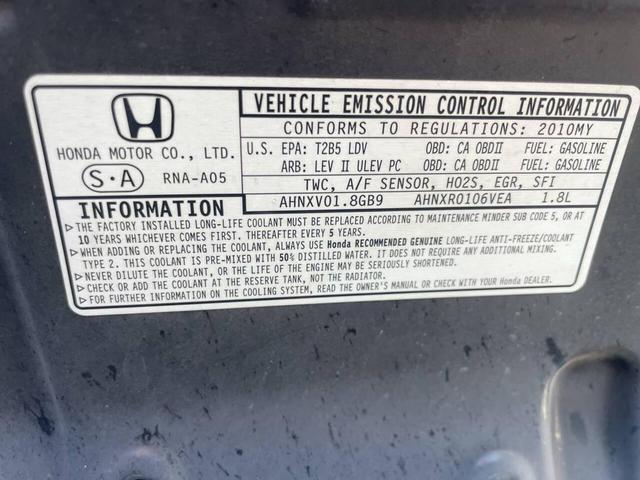 VEHICLE EMISSION CONTROL INFORMATION
CONFORMS TO REGULATIONS: 2010MY
HONDA MOTOR CO., LTD.
S·A RNA-A05
U.S. EPA: T2B5 LDV OBD: CA OBDII FUEL: GASOLINE
ARB: LEV II ULEV PC OBD: CA OBDII FUEL: GASOLINE
TWC, A/F SENSOR, HO2S, EGR, SFI
AHNXV01.8GB9 AHNXR0106VEA 1.8L
INFORMATION
▷THE FACTORY INSTALLED LONG-LIFE COOLANT MUST BE REPLACED ACCORDING TO MAINTENANCE MINDER SUB CODE 5, OR AT
10 YEARS WHICHEVER COMES FIRST. THEREAFTER EVERY 5 YEARS.
▷WHEN ADDING OR REPLACING THE COOLANT, ALWAYS USE Honda RECOMMENDED GENUINE LONG-LIFE ANTI-FREEZE/COOLANT
TYPE 2. THIS COOLANT IS PRE-MIXED WITH 50% DISTILLED WATER. IT DOES NOT REQUIRE ANY ADDITIONAL MIXING.
▷NEVER DILUTE THE COOLANT, OR THE LIFE OF THE ENGINE MAY BE SERIOUSLY SHORTENED.
▷CHECK OR ADD THE COOLANT AT THE RESERVE TANK, NOT THE RADIATOR.
▷FOR FURTHER INFORMATION ON THE COOLING SYSTEM, READ THE OWNER'S MANUAL OR CHECK WITH YOUR Honda DEALER.